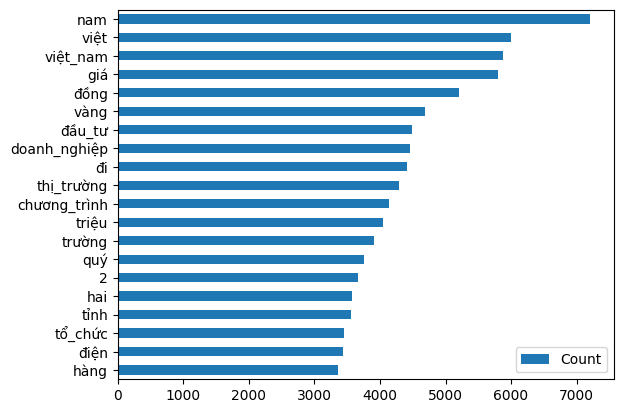 nam
việt
việt_nam
giá
đồng
vàng
đầu_tư
doanh_nghiệp
đi
thị_trường
chương_trình
triệu
trường
quý
2
hai
tỉnh
tổ_chức
điện
hàng
Count
0 1000 2000 3000 4000 5000 6000 7000